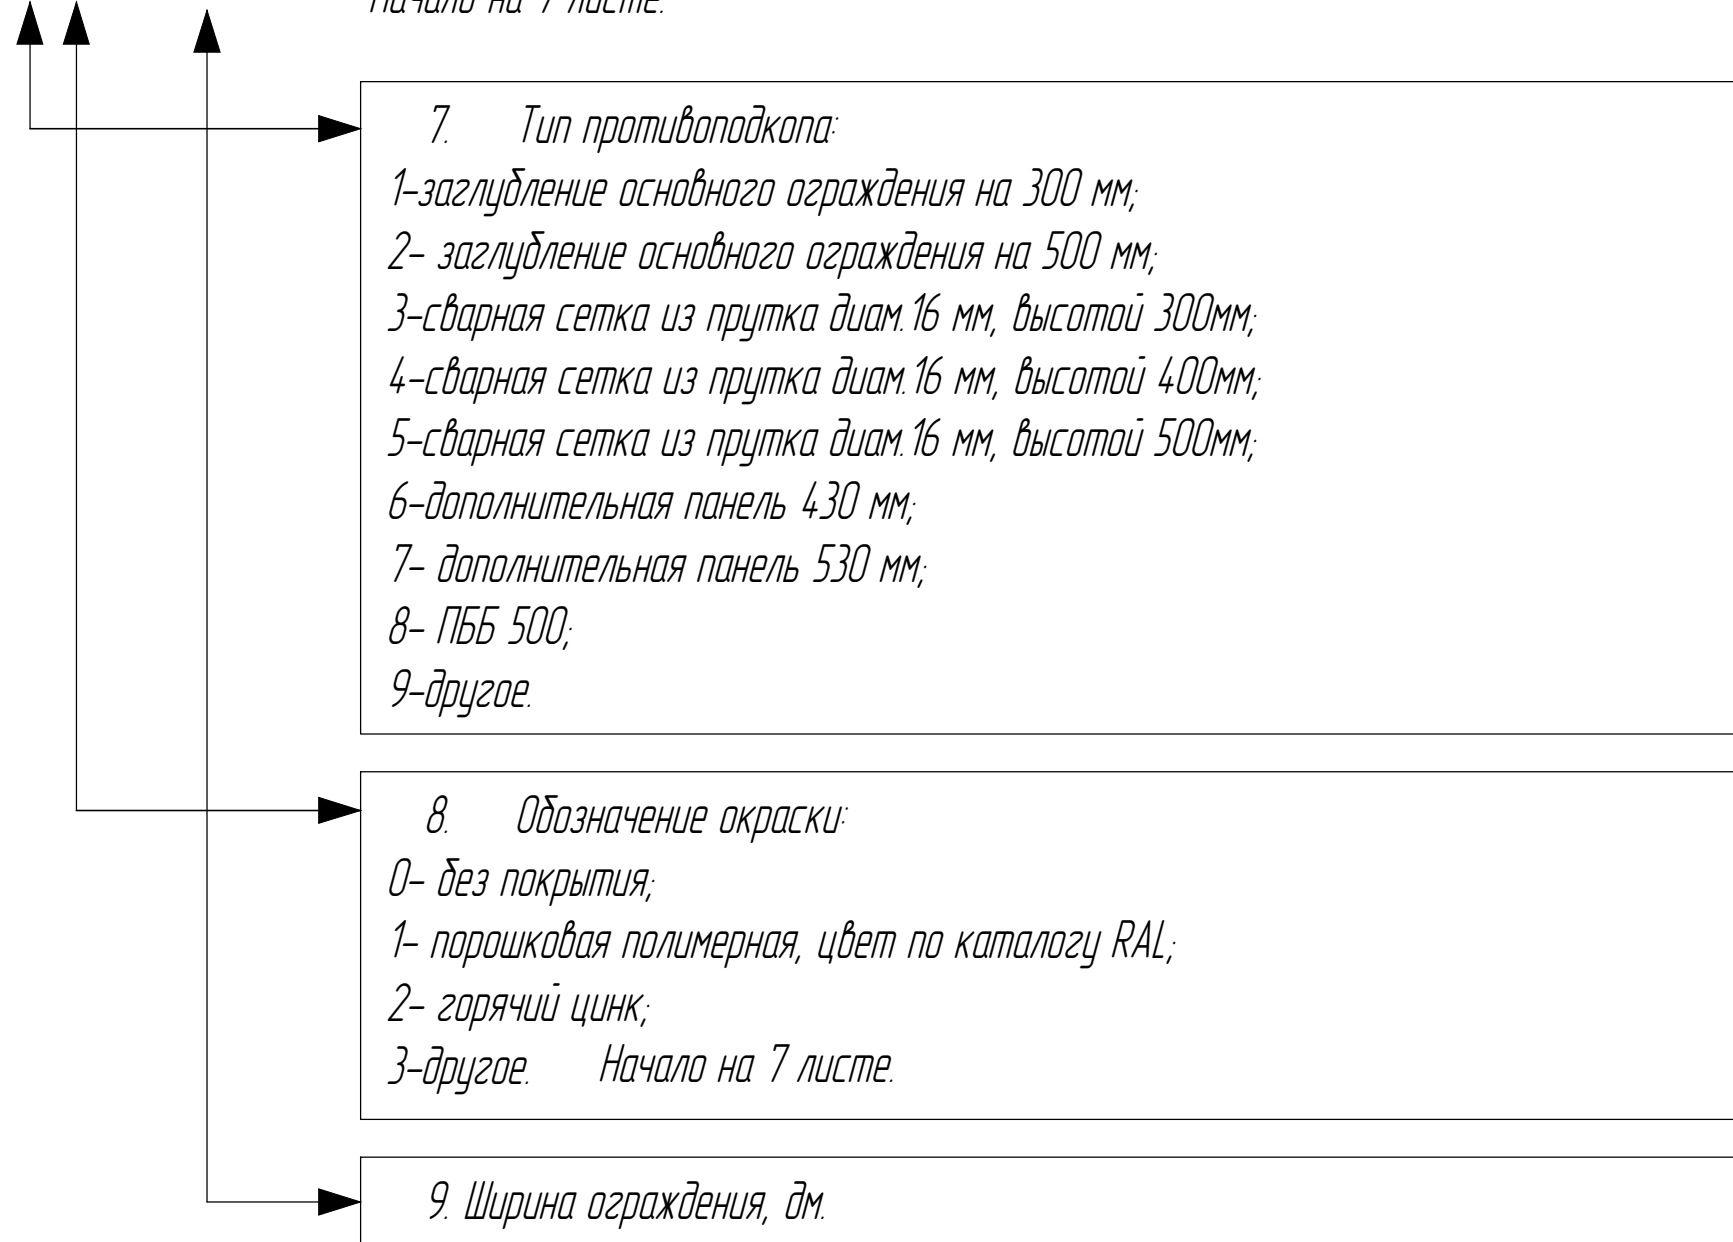 Начало на 7 листе.
7. Тип противоподкопа:
1-заглубление основного ограждения на 300 мм;
2- заглубление основного ограждения на 500 мм;
3-сварная сетка из прутка диам.16 мм, высотой 300мм;
4-сварная сетка из прутка диам.16 мм, высотой 400мм;
5-сварная сетка из прутка диам.16 мм, высотой 500мм;
6-дополнительная панель 430 мм;
7- дополнительная панель 530 мм;
8- ПББ 500;
9-другое.
8. Обозначение окраски:
0- без покрытия;
1- порошковая полимерная, цвет по каталогу RAL;
2- горячий цинк;
3-другое. Начало на 7 листе.
9. Ширина ограждения, дм.